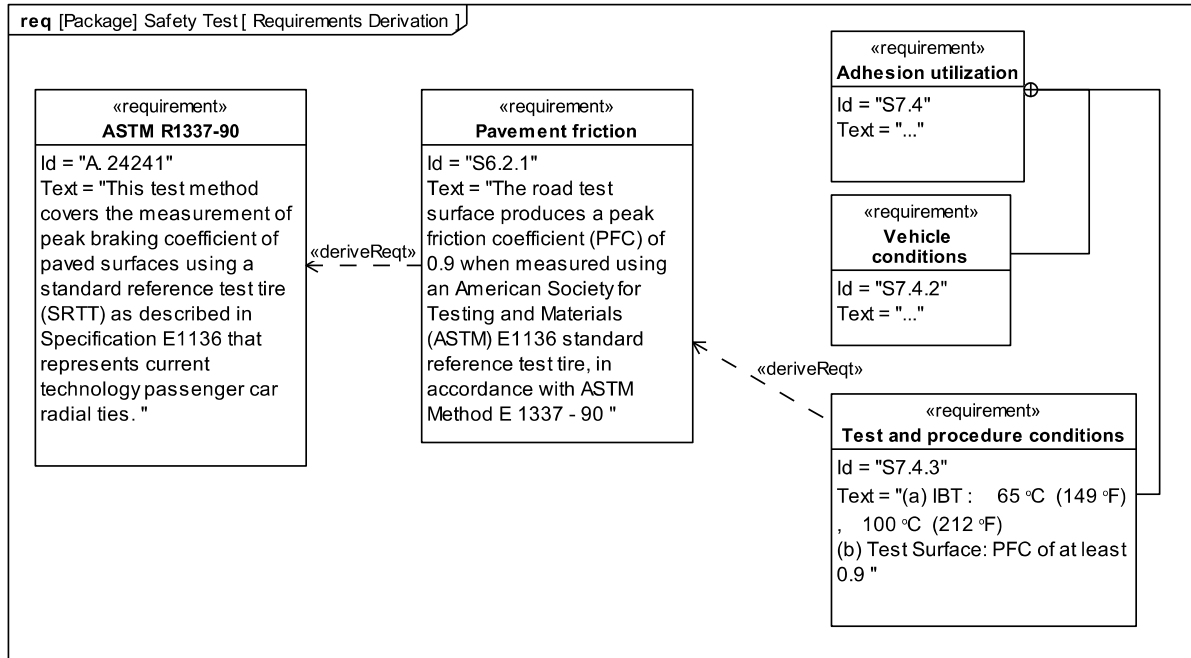 req [Package] Safety Test [ Requirements Derivation ]
«requirement»
ASTM R1337-90
Id = "A. 24241"
Text = "This test method
covers the measurement of
peak braking coefficient of
paved surfaces using a
standard reference test tire
(SRTT) as described in
Specification E1136 that
represents current
technology passenger car
radial ties. "
«deriveReqt»
«requirement»
Pavement friction
Id = "S6.2.1"
Text = "The road test
surface produces a peak
friction coefficient (PFC) of
0.9 when measured using
an American Society for
Testing and Materials
(ASTM) E1136 standard
reference test tire, in
accordance with ASTM
Method E 1337 - 90 "
«deriveReqt»
«requirement»
Adhesion utilization
Id = "S7.4"
Text = "..."
«requirement»
Vehicle
conditions
Id = "S7.4.2"
Text = "..."
«requirement»
Test and procedure conditions
Id = "S7.4.3"
Text = "(a) IBT : 65 ºC (149 ºF)
, 100 ºC (212 ºF)
(b) Test Surface: PFC of at least
0.9 "